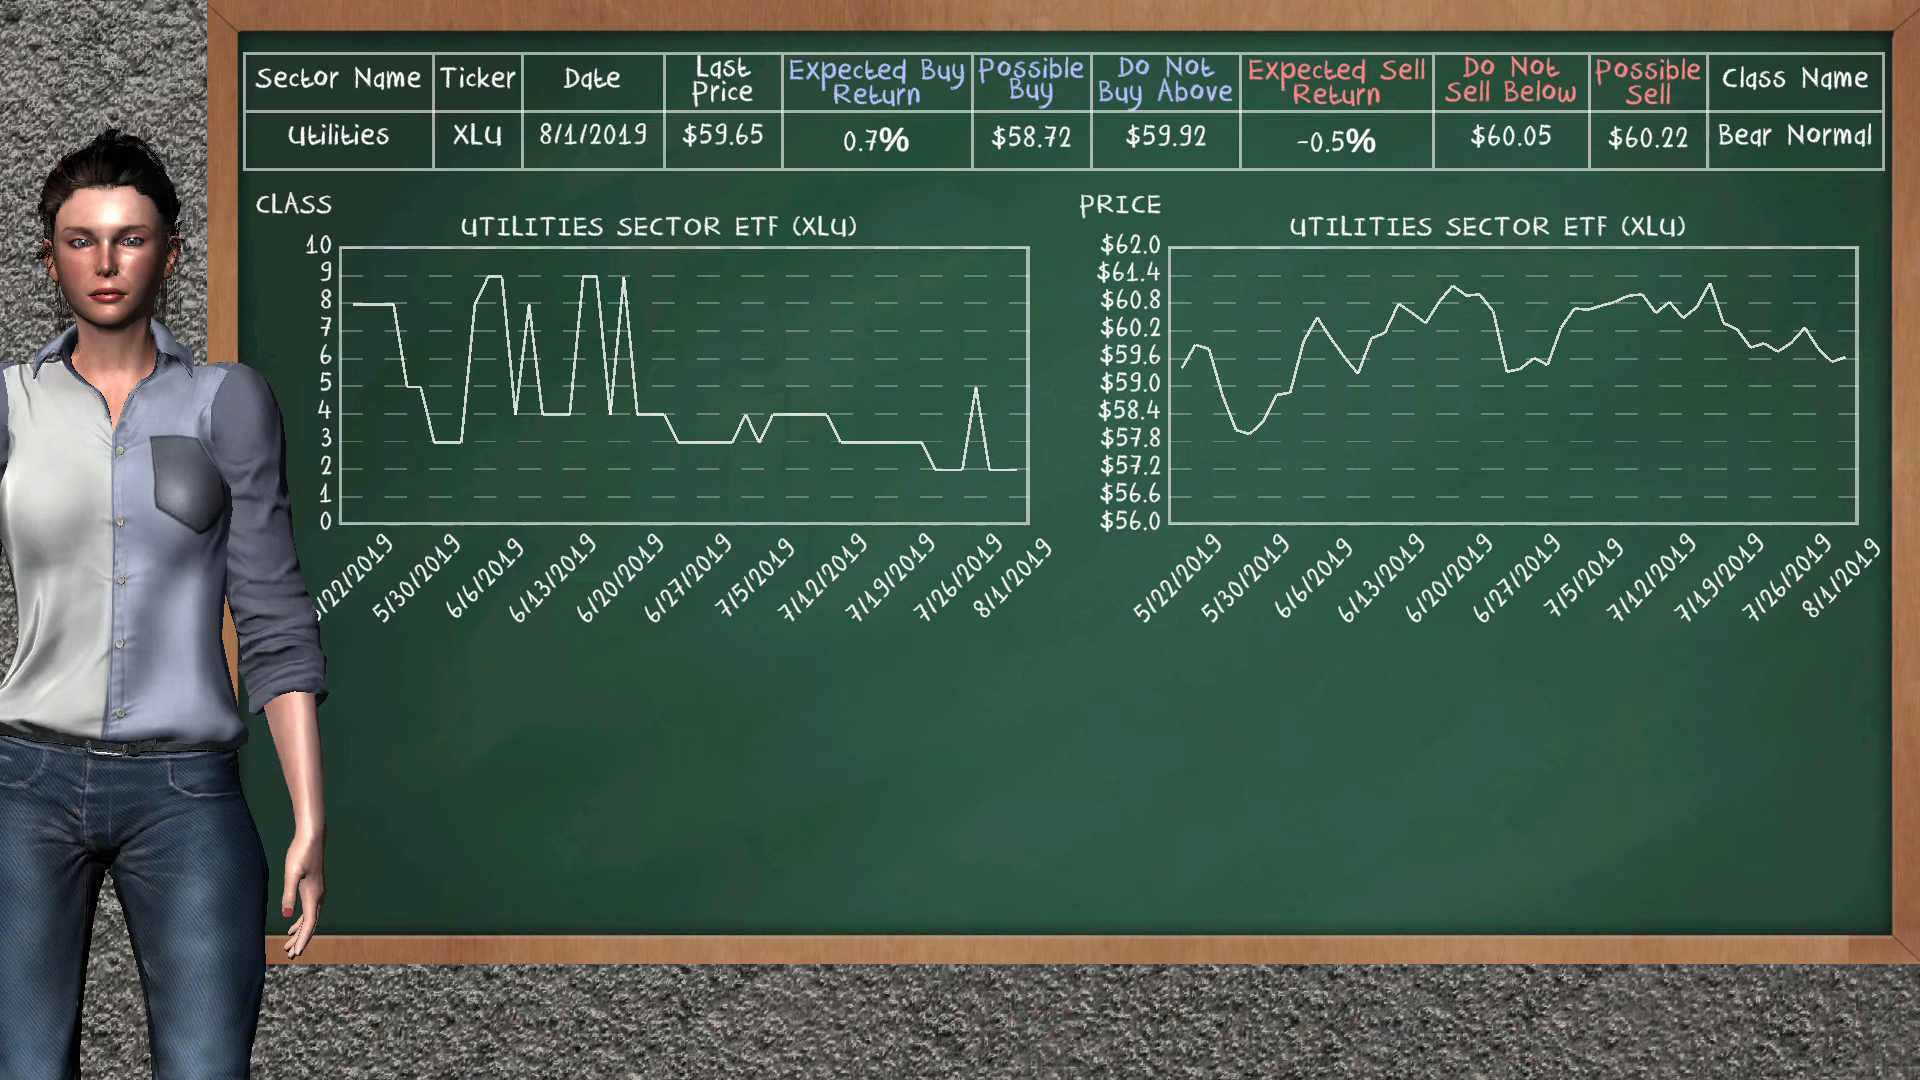 Sector Name Ticker Date Last Price Expected Buy Return Possible Buy Do Not Buy Above Expected Sell Return Do Not Sell Below Possible Sell Class Name
Utilities XLU 8/1/2019 $59.65 0.7% $58.72 $59.92 -0.5% $60.05 $60.22 Bear Normal
CLASS
UTILITIES SECTOR ETF (XLU)
10
9
8
7
6
5
4
3
2
1
0
5/22/2019 5/30/2019 6/6/2019 6/13/2019 6/20/2019 6/27/2019 7/5/2019 7/12/2019 7/19/2019 7/26/2019 8/1/2019
PRICE
UTILITIES SECTOR ETF (XLU)
$62.0
$61.4
$60.8
$60.2
$59.6
$59.0
$58.4
$57.8
$57.2
$56.6
$56.0
5/22/2019 5/30/2019 6/6/2019 6/13/2019 6/20/2019 6/27/2019 7/5/2019 7/12/2019 7/19/2019 7/26/2019 8/1/2019